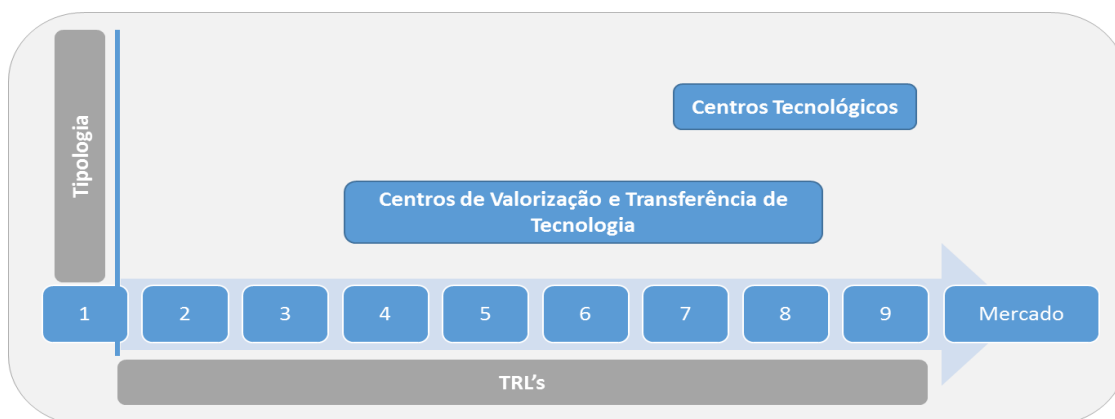 Tipologia
Centros Tecnológicos
Centros de Valorização e Transferência de
Tecnologia
1 2 3 4 5 6 7 8 9 Mercado
TRL's